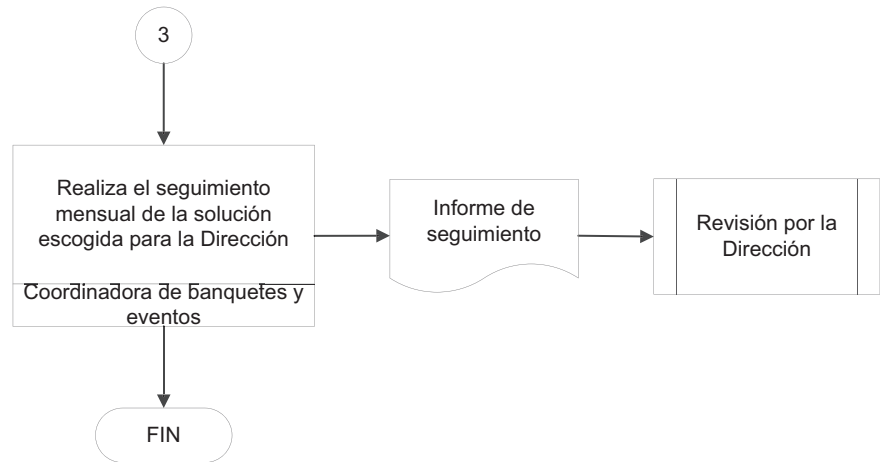 3
Realiza el seguimiento
mensual de la solución
escogida para la Dirección
Coordinadora de banquetes y
eventos
Informe de
seguimiento
Revisión por la
Dirección
FIN